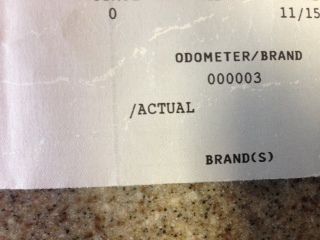 0 11/15
ODOMETER/BRAND
000003
/ACTUAL
BRAND(S)